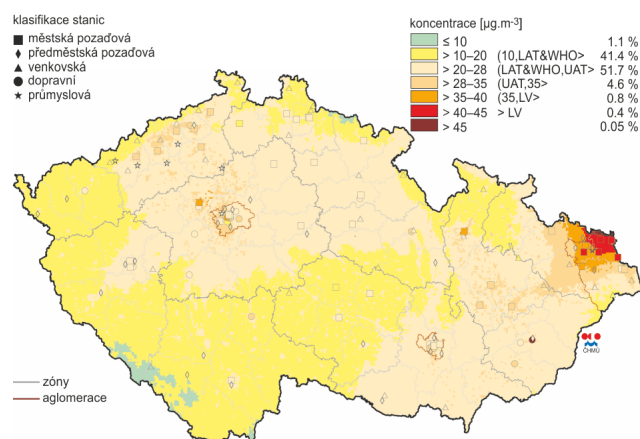 klasifikace stanic
městská pozaďová
předměstská pozaďová
venkovská
dopravní
průmyslová
koncentrace [µg.m-³]
≤ 10 1.1 %
> 10–20 (10,LAT&WHO> 41.4 %
> 20–28 (LAT&WHO,UAT> 51.7 %
> 28–35 (UAT,35> 4.6 %
> 35–40 (35,LV> 0.8 %
> 40–45 > LV 0.4 %
> 45 0.05 %
ČHMÚ
zóny
aglomerace